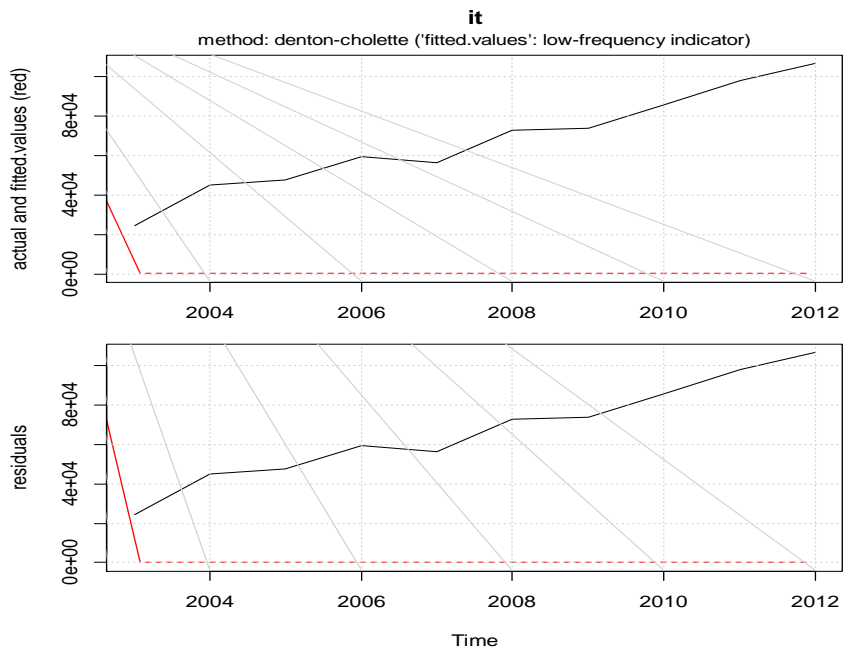 it
method: denton-cholette ('fitted.values': low-frequency indicator)
actual and fitted.values (red)
8e+04
4e+04
0e+00
2004 2006 2008 2010 2012
residuals
8e+04
4e+04
0e+00
2004 2006 2008 2010 2012
Time